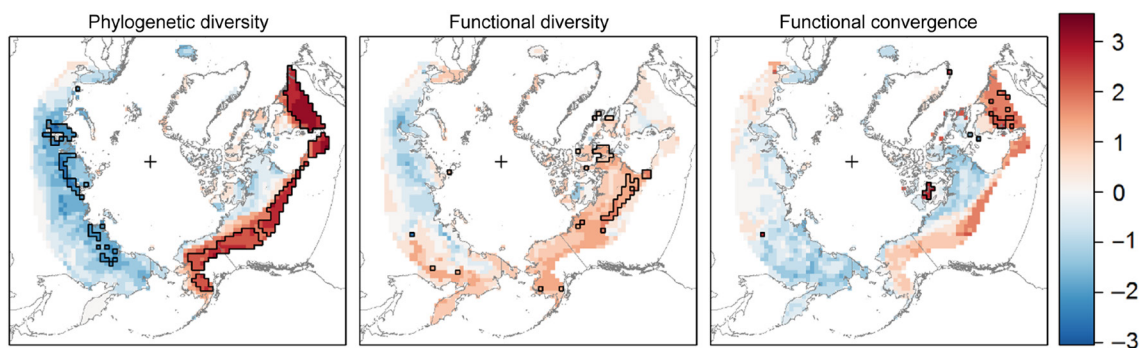 Phylogenetic diversity
Functional diversity
Functional convergence
3
2
1
0
−1
−2
−3